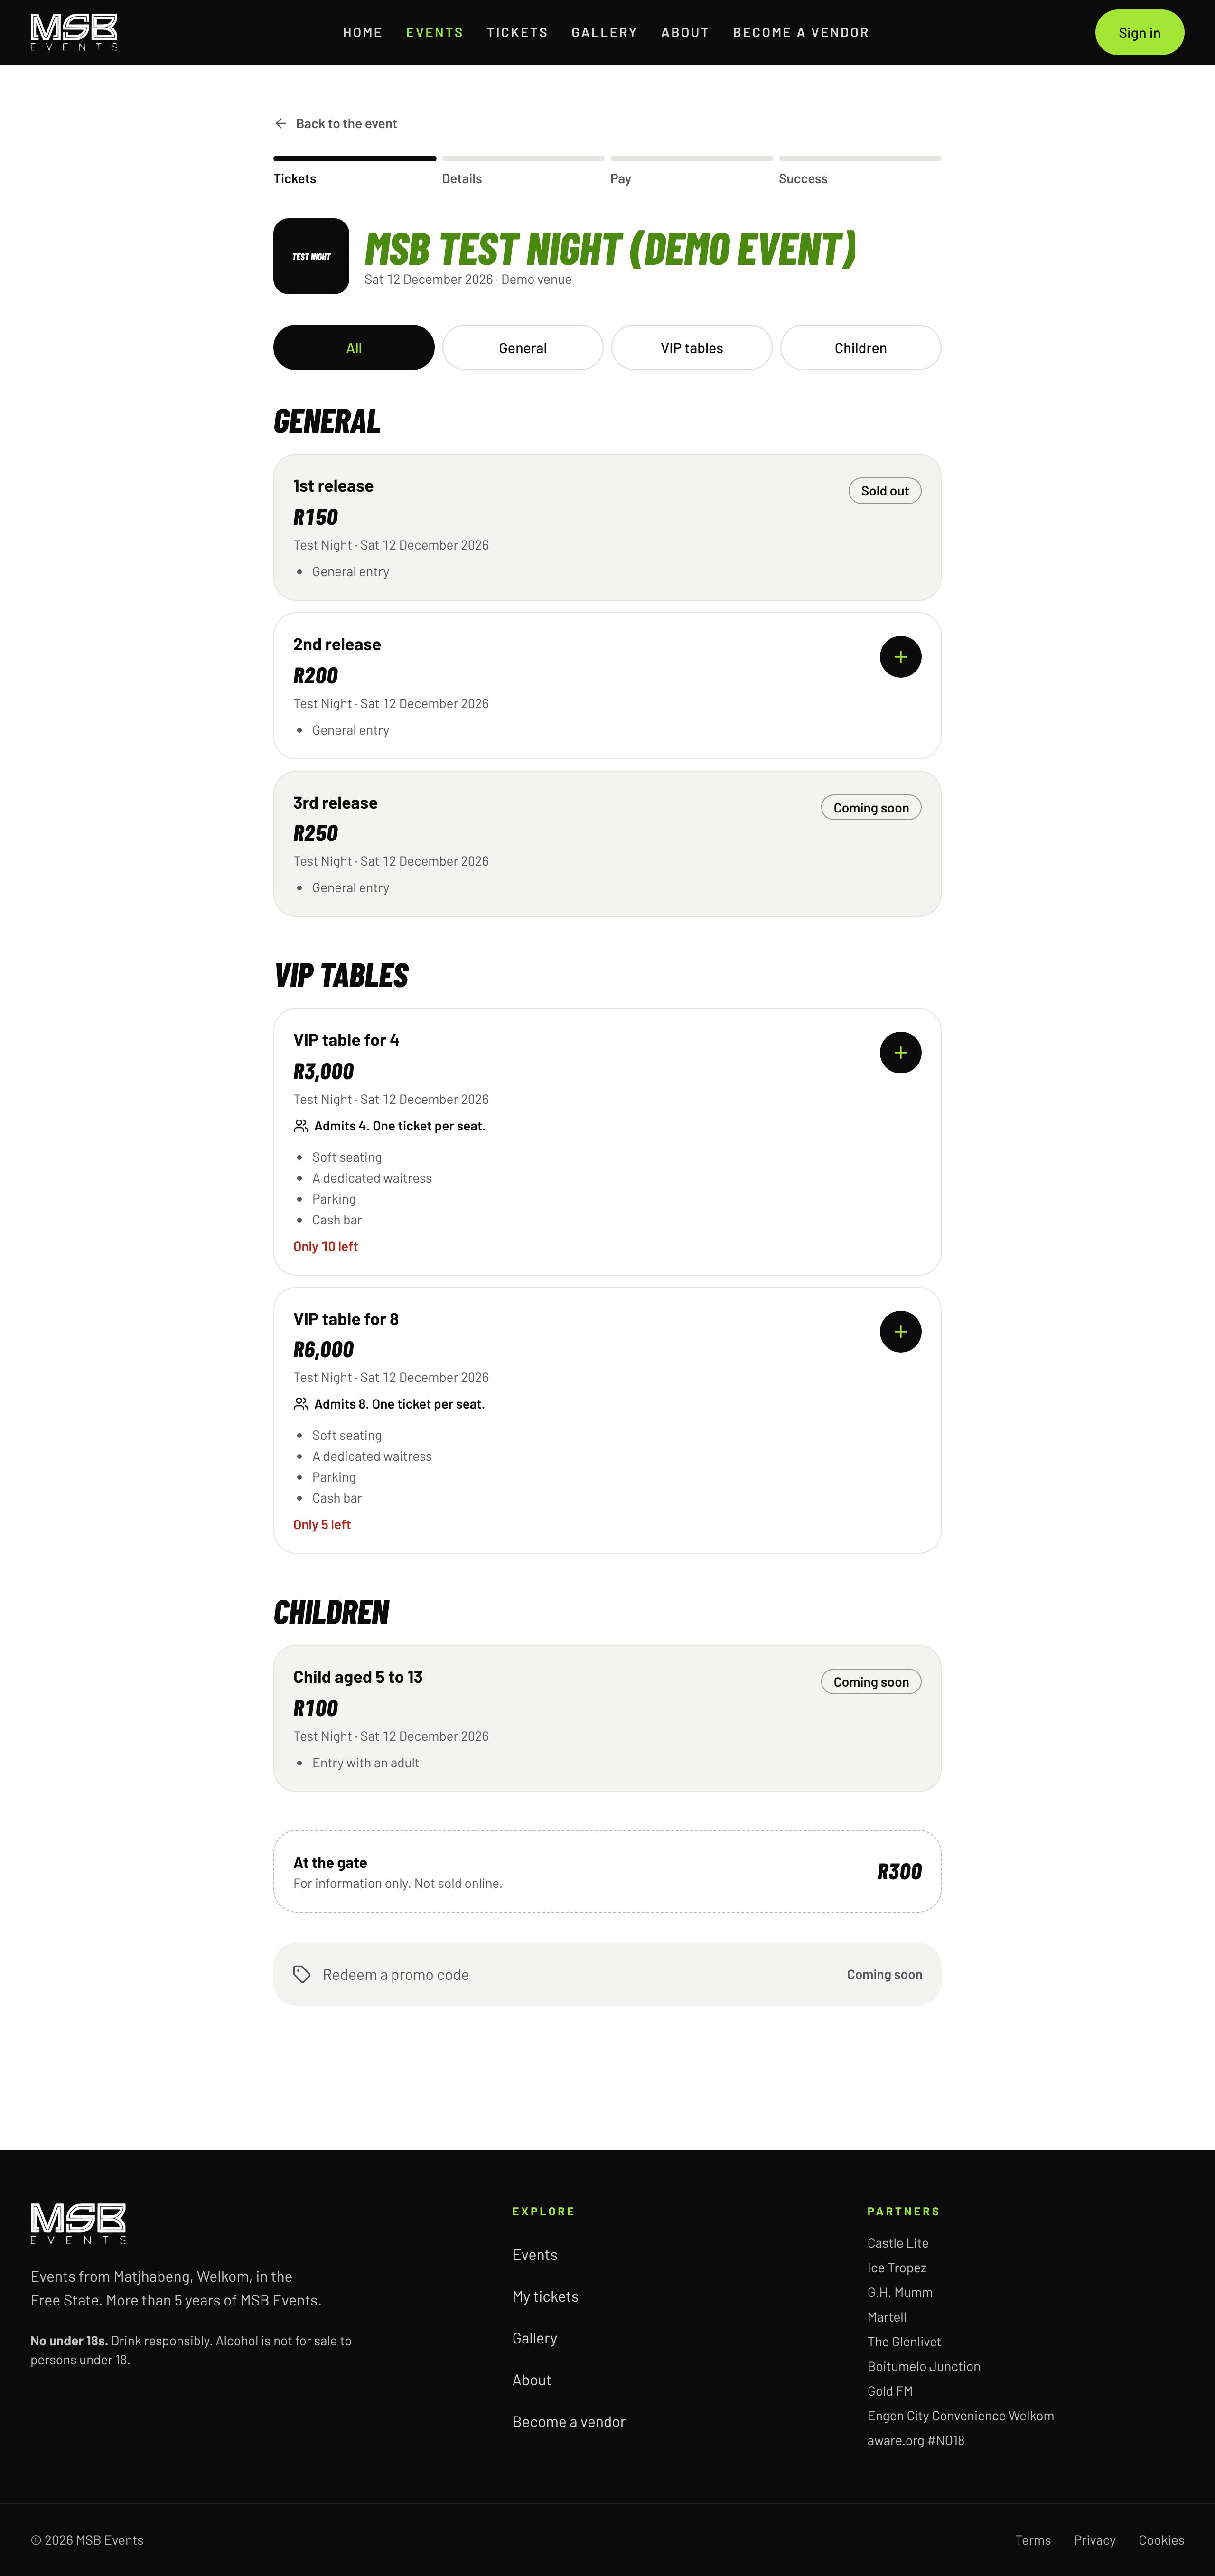 MSB
EVENTS
HOME
EVENTS
TICKETS
GALLERY
ABOUT
BECOME A VENDOR
Sign in
Back to the event
Tickets
Details
Pay
Success
TEST NIGHT
MSB TEST NIGHT (DEMO EVENT)
Sat 12 December 2026 · Demo venue
All
General
VIP tables
Children
GENERAL
1st release
Sold out
R150
Test Night · Sat 12 December 2026
• General entry
2nd release
R200
Test Night · Sat 12 December 2026
• General entry
3rd release
Coming soon
R250
Test Night · Sat 12 December 2026
• General entry
VIP TABLES
VIP table for 4
R3,000
Test Night · Sat 12 December 2026
Admits 4. One ticket per seat.
• Soft seating
• A dedicated waitress
• Parking
• Cash bar
Only 10 left
VIP table for 8
R6,000
Test Night · Sat 12 December 2026
Admits 8. One ticket per seat.
• Soft seating
• A dedicated waitress
• Parking
• Cash bar
Only 5 left
CHILDREN
Child aged 5 to 13
Coming soon
R100
Test Night · Sat 12 December 2026
• Entry with an adult
At the gate
For information only. Not sold online.
R300
Redeem a promo code
Coming soon
MSB
EVENTS
Events from Matjhabeng, Welkom, in the
Free State. More than 5 years of MSB Events.
No under 18s. Drink responsibly. Alcohol is not for sale to
persons under 18.
EXPLORE
Events
My tickets
Gallery
About
Become a vendor
PARTNERS
Castle Lite
Ice Tropez
G.H. Mumm
Martell
The Glenlivet
Boitumelo Junction
Gold FM
Engen City Convenience Welkom
aware.org #NO18
© 2026 MSB Events
Terms
Privacy
Cookies